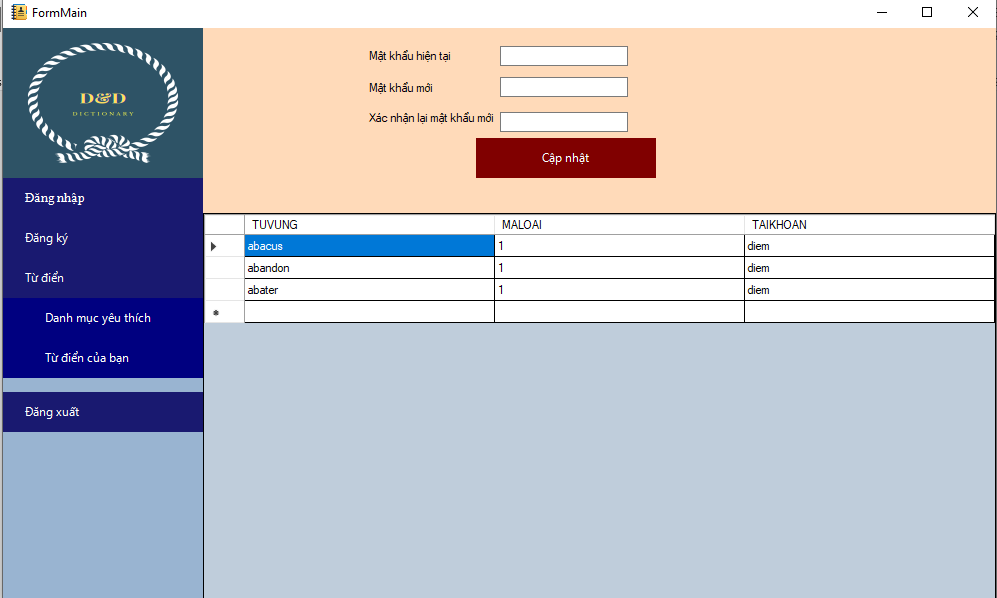 FormMain
D&D
DICTIONARY
Đăng nhập
Đăng ký
Từ điển
Danh mục yêu thích
Từ điển của bạn
Đăng xuất
Mật khẩu hiện tại
Mật khẩu mới
Xác nhận lại mật khẩu mới
Cập nhật
TUVUNG MALOAI TAIKHOAN
abacus 1 diem
abandon 1 diem
abater 1 diem